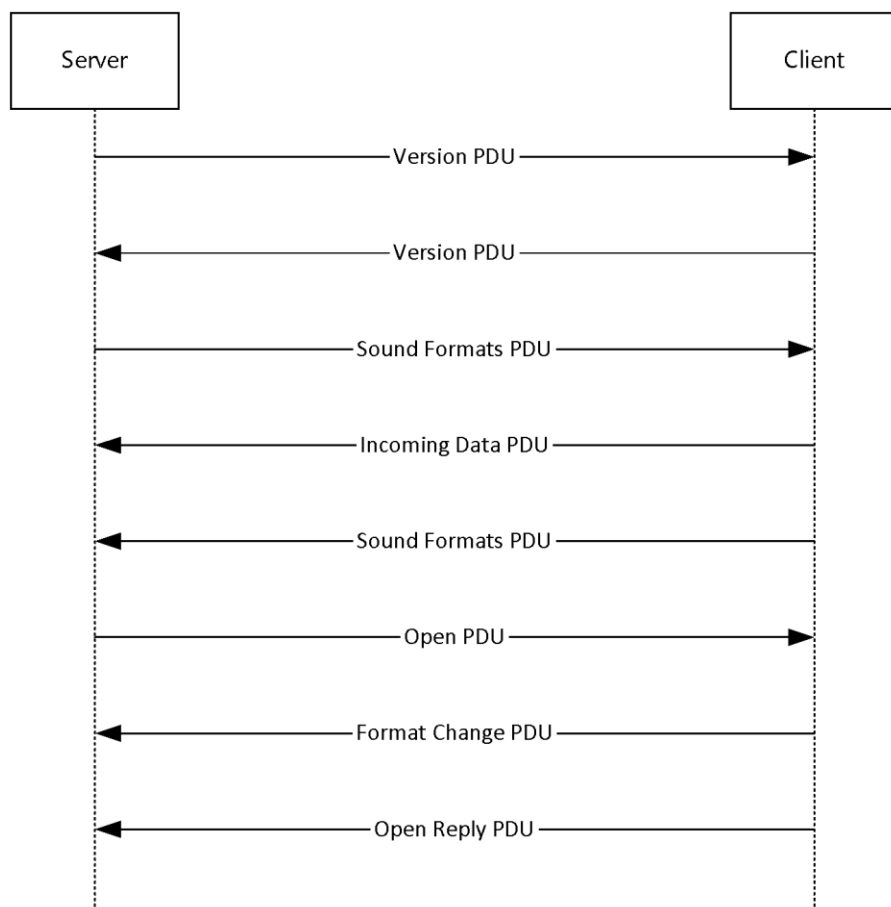 Server
Client
Version PDU
Version PDU
Sound Formats PDU
Incoming Data PDU
Sound Formats PDU
Open PDU
Format Change PDU
Open Reply PDU